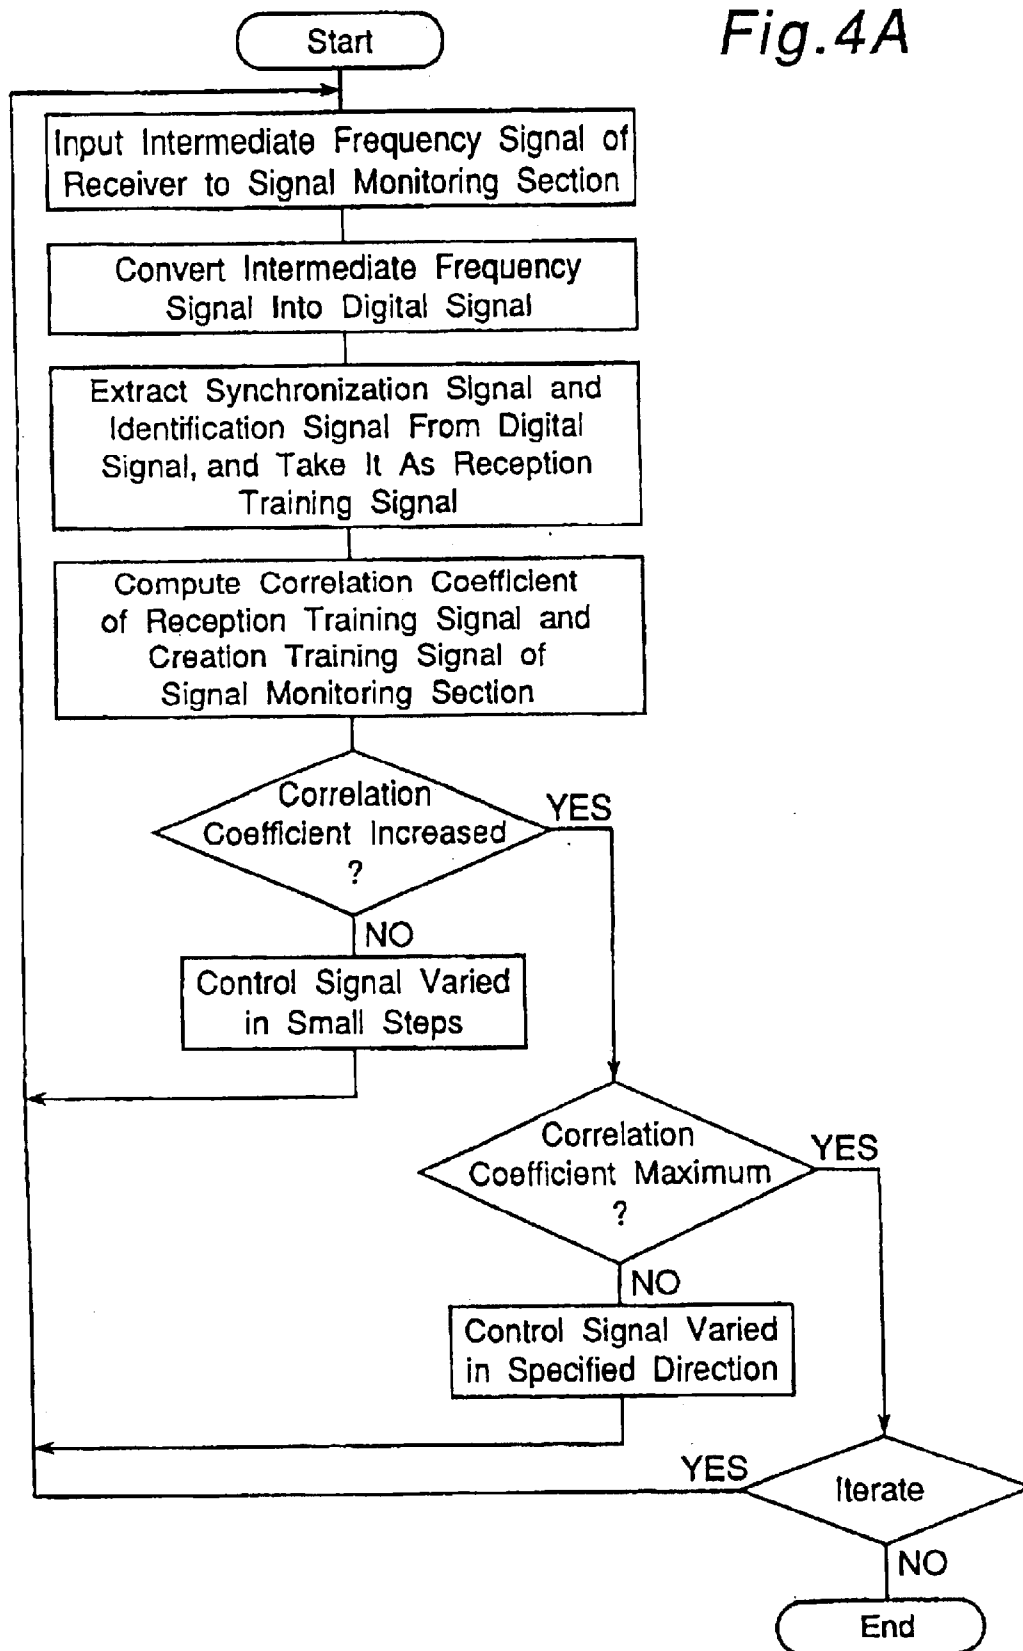 Fig.4A
Start
Input Intermediate Frequency Signal of
Receiver to Signal Monitoring Section
Convert Intermediate Frequency
Signal Into Digital Signal
Extract Synchronization Signal and
Identification Signal From Digital
Signal, and Take It As Reception
Training Signal
Compute Correlation Coefficient
of Reception Training Signal and
Creation Training Signal of
Signal Monitoring Section
Correlation
Coefficient Increased
?
YES
NO
Control Signal Varied
in Small Steps
Correlation
Coefficient Maximum
?
YES
NO
Control Signal Varied
in Specified Direction
YES
Iterate
NO
End